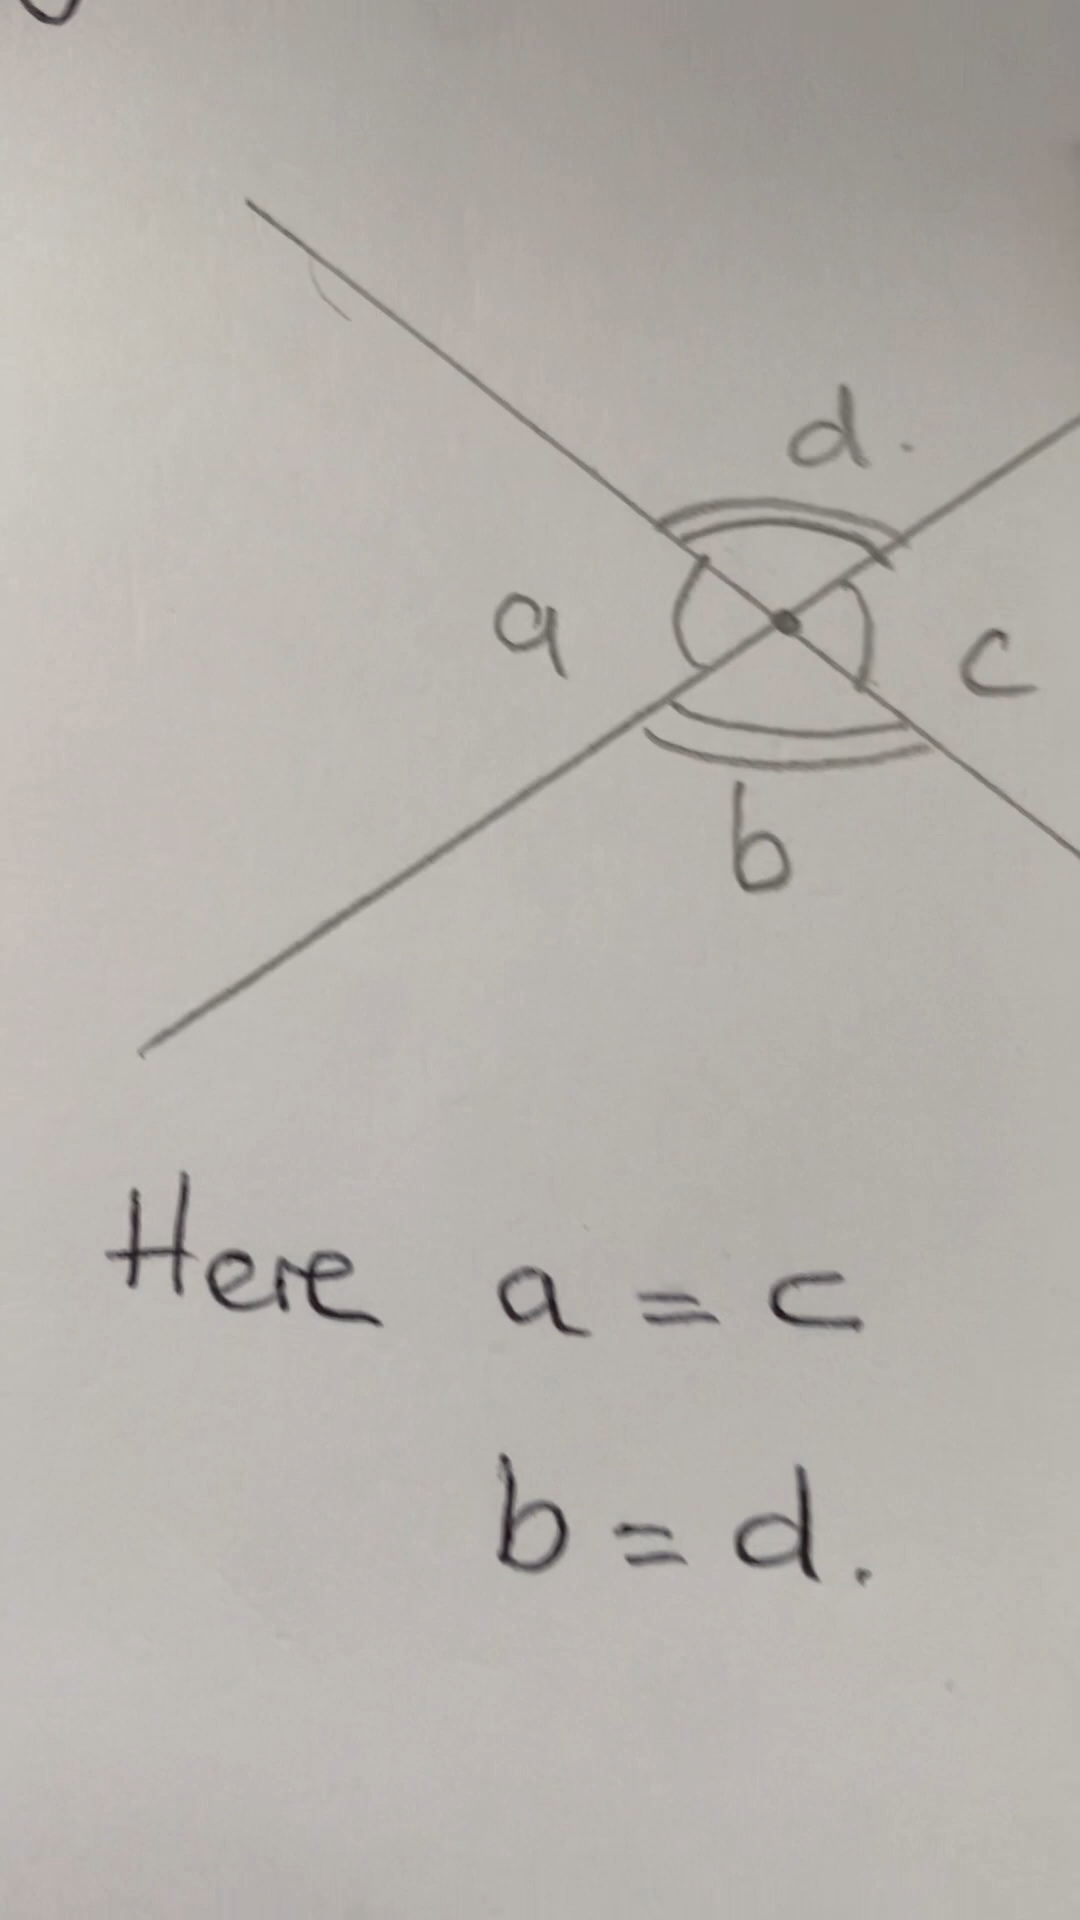 d.
a
c
b
Here a = c
b = d.